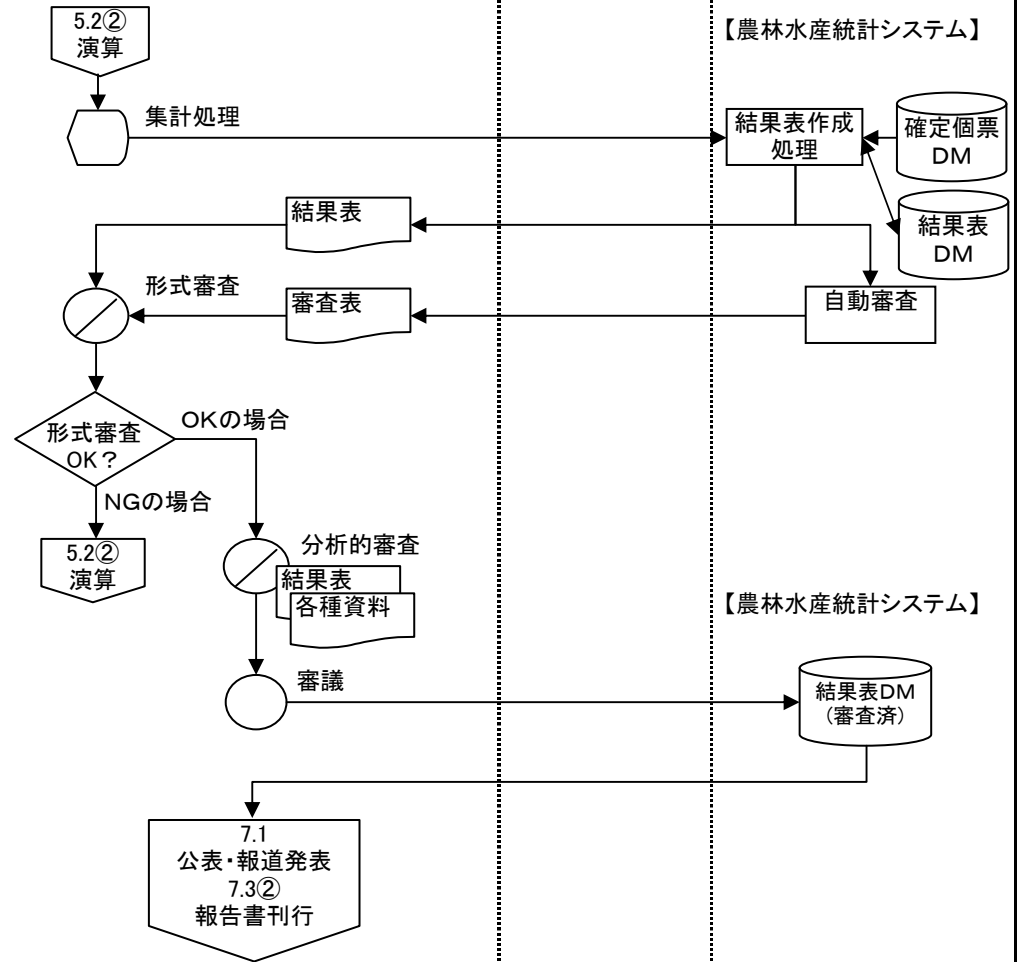 5.2②
演算
【農林水産統計システム】
集計処理
結果表作成
処理
確定個票
DM
結果表
DM
結果表
形式審査
審査表
自動審査
形式審査
OK？
OKの場合
NGの場合
5.2②
演算
分析的審査
結果表
各種資料
【農林水産統計システム】
審議
結果表DM
(審査済)
7.1
公表・報道発表
7.3②
報告書刊行